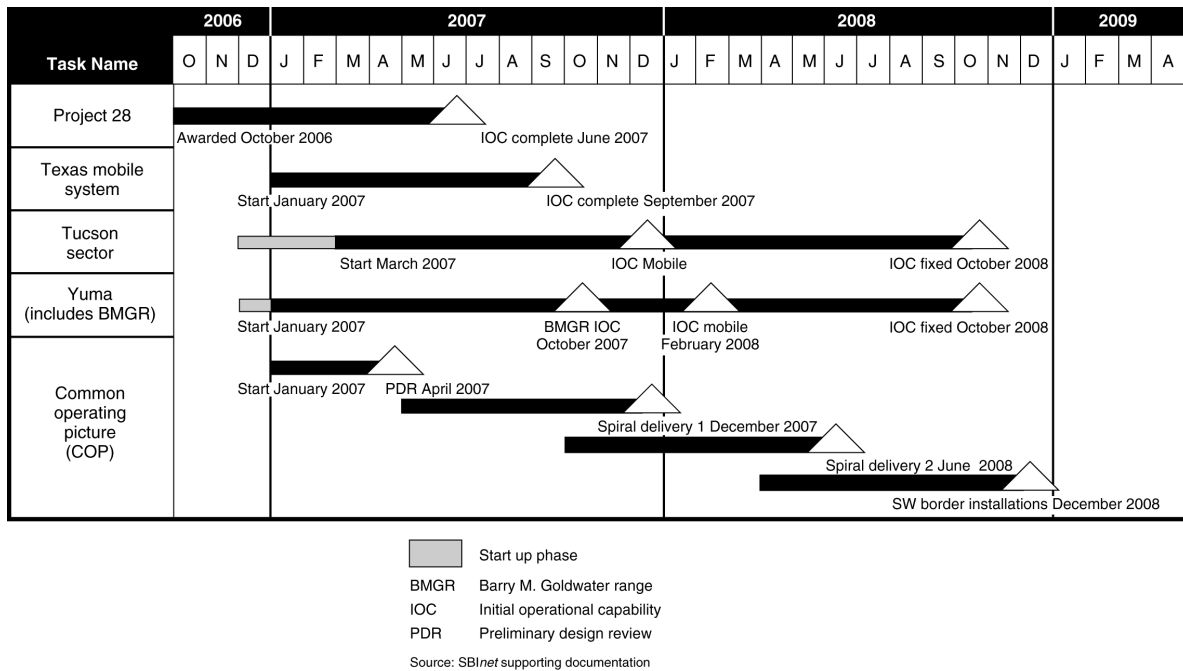 2006 2007 2008 2009
Task Name O N D J F M A M J J A S O N D J F M A M J J A S O N D J F M A
Project 28
Awarded October 2006 IOC complete June 2007
Texas mobile
system
Start January 2007 IOC complete September 2007
Tucson
sector
Start March 2007 IOC Mobile IOC fixed October 2008
Yuma
(includes BMGR)
Start January 2007 BMGR IOC
October 2007
IOC mobile
February 2008
IOC fixed October 2008
Common
operating
picture
(COP)
Start January 2007 PDR April 2007
Spiral delivery 1 December 2007
Spiral delivery 2 June 2008
SW border installations December 2008
Start up phase
BMGR Barry M. Goldwater range
IOC Initial operational capability
PDR Preliminary design review
Source: SBInet supporting documentation